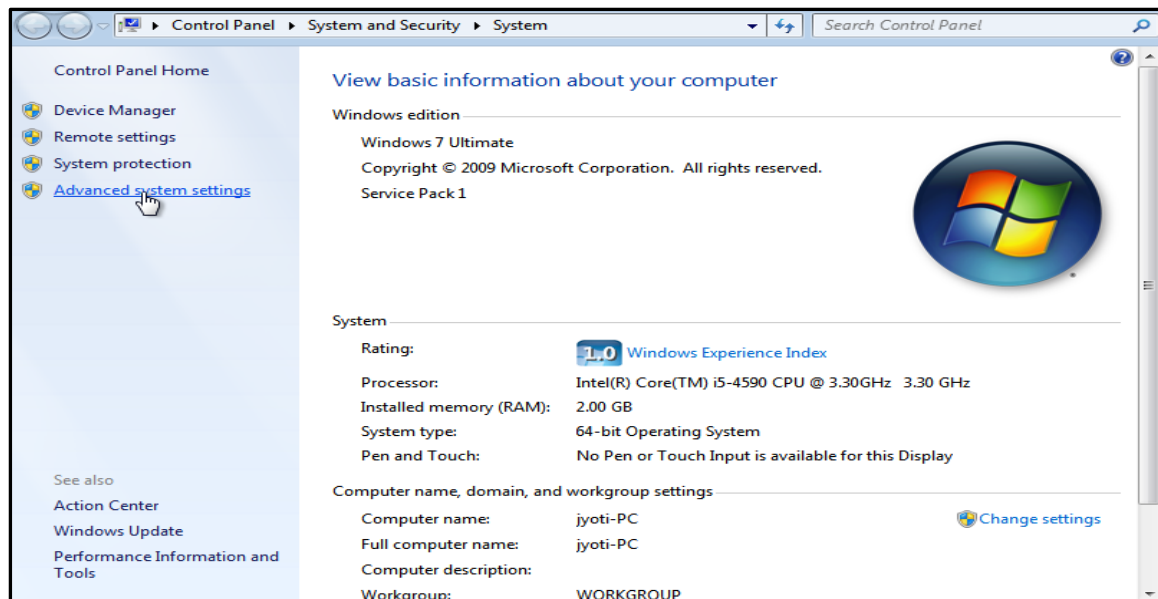 Control Panel ▸ System and Security ▸ System
Search Control Panel
Control Panel Home
Device Manager
Remote settings
System protection
Advanced system settings
See also
Action Center
Windows Update
Performance Information and
Tools
View basic information about your computer
Windows edition
Windows 7 Ultimate
Copyright © 2009 Microsoft Corporation. All rights reserved.
Service Pack 1
System
Rating: 1.0 Windows Experience Index
Processor: Intel(R) Core(TM) i5-4590 CPU @ 3.30GHz 3.30 GHz
Installed memory (RAM): 2.00 GB
System type: 64-bit Operating System
Pen and Touch: No Pen or Touch Input is available for this Display
Computer name, domain, and workgroup settings
Computer name: jyoti-PC Change settings
Full computer name: jyoti-PC
Computer description:
Workgroup: WORKGROUP